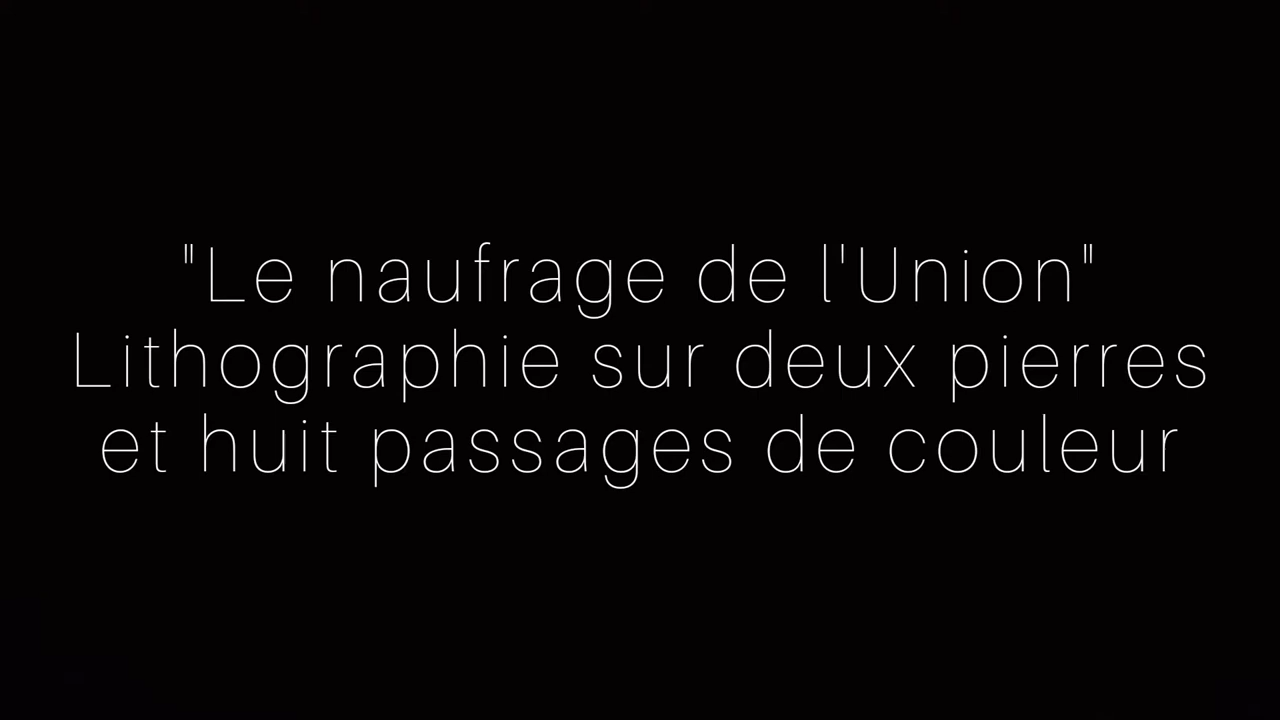 "Le naufrage de l'Union"
Lithographie sur deux pierres
et huit passages de couleur